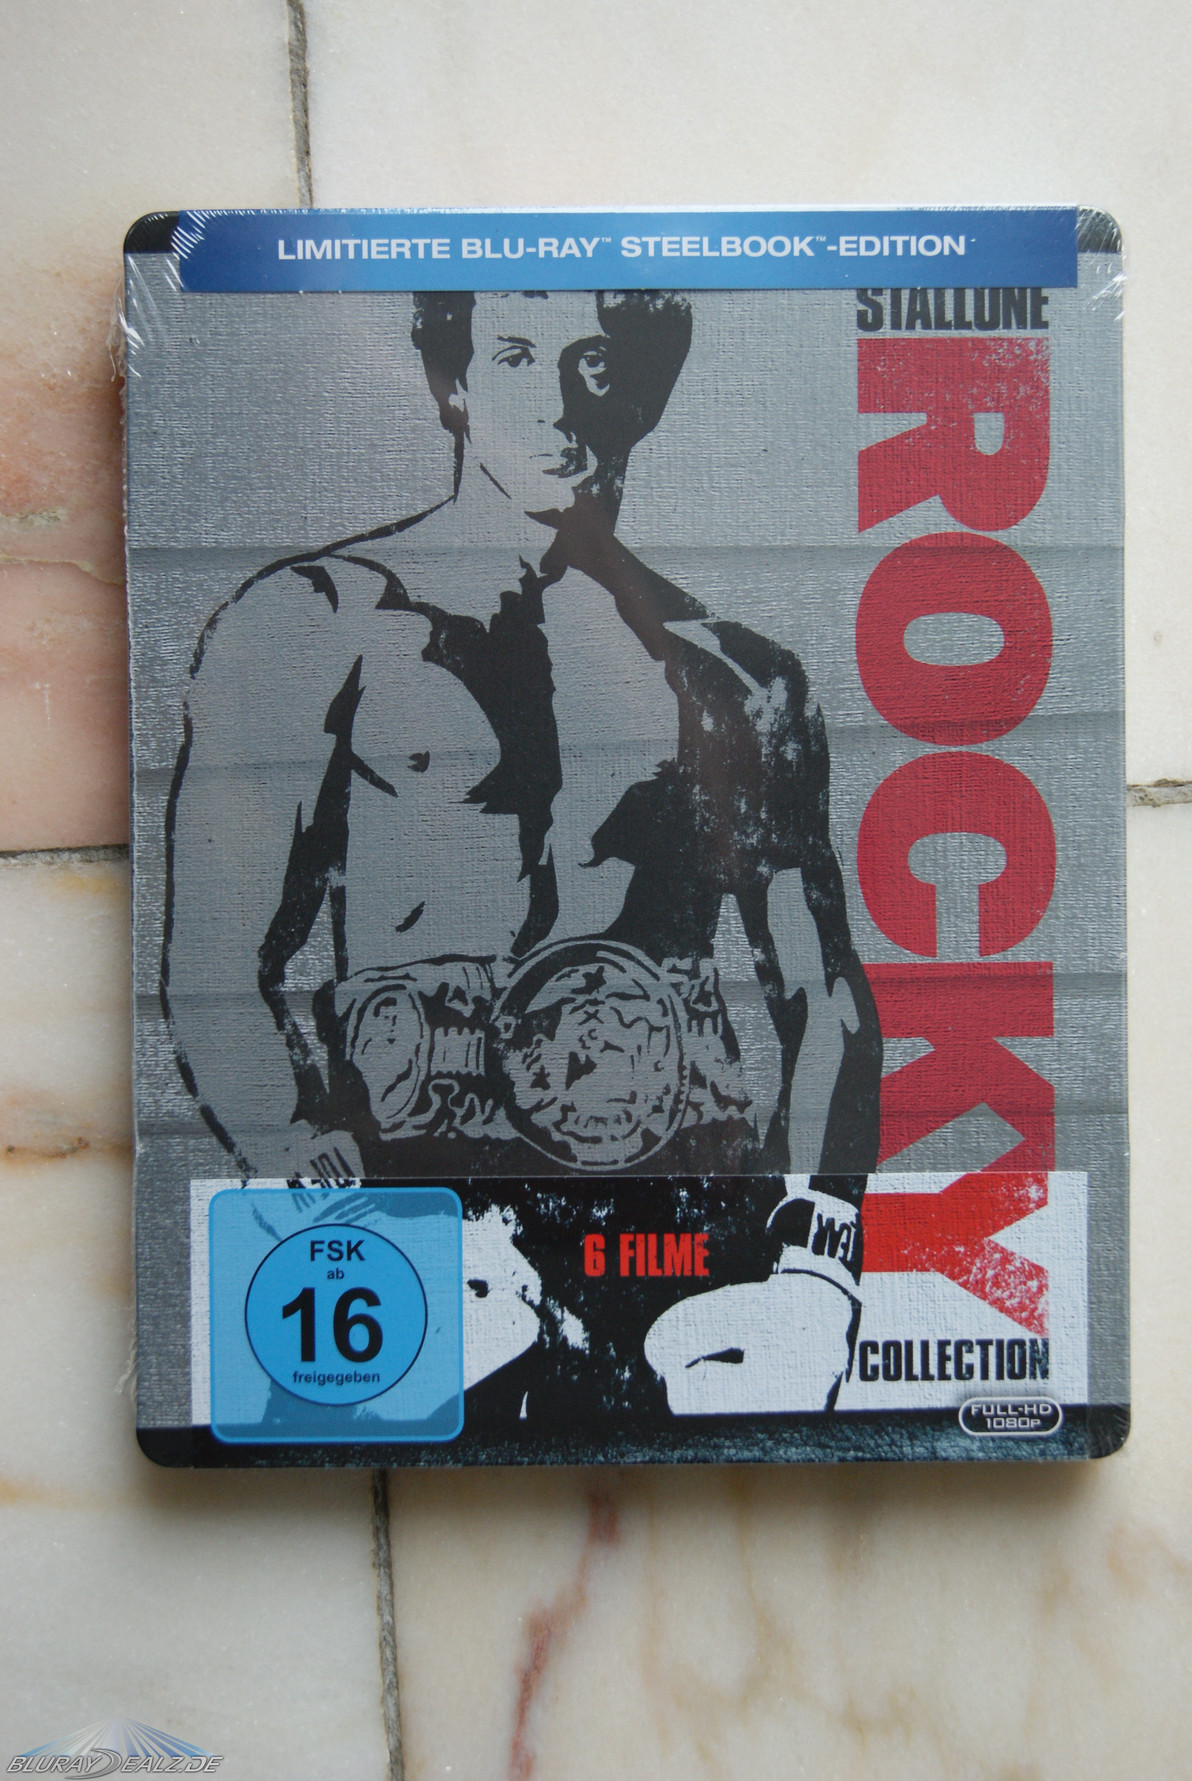 LIMITIERTE BLU-RAY™ STEELBOOK™-EDITION
STALLONE
ROCKY
6 FILME
FSK
ab
16
freigegeben
COLLECTION
FULL-HD
1080P
BLURAYDEALZ.DE